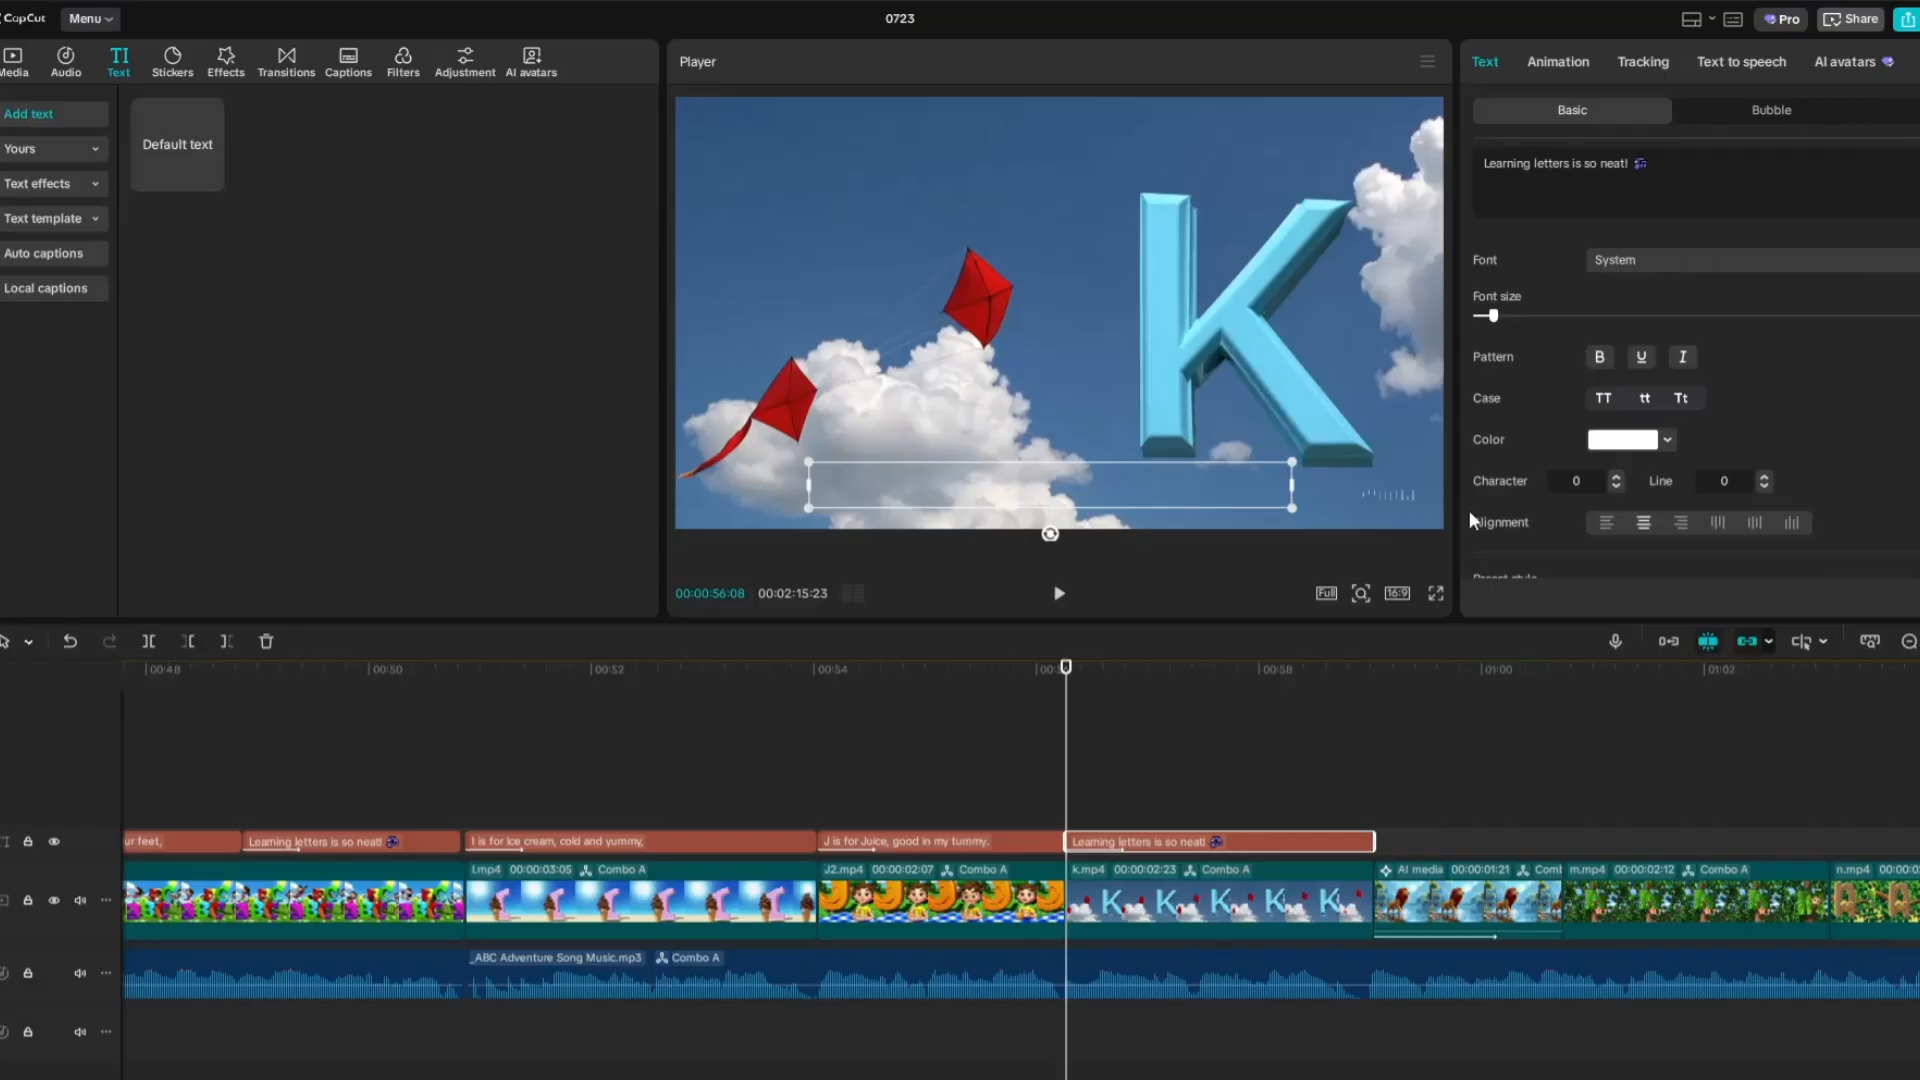 CapCut
Menu
0723
Pro
Share
Media
Audio
TI
Text
Stickers
Effects
Transitions
Captions
Filters
Adjustment
AI avatars
Add text
Yours
Text effects
Text template
Auto captions
Local captions
Default text
Player
K
00:00:56:08
00:02:15:23
Full
16:9
Text
Animation
Tracking
Text to speech
AI avatars
Basic
Bubble
Learning letters is so neat!
Font
System
Font size
Pattern
B
U
I
Case
TT
tt
Tt
Color
Character
0
Line
0
Alignment
Preset style
00:48
00:50
00:52
00:54
00:58
01:00
01:02
ur feet,
Learning letters is so neat!
I is for Ice cream, cold and yummy,
J is for Juice, good in my tummy.
Learning letters is so neat!
I.mp4 00:00:03:05 Combo A
J2.mp4 00:00:02:07 Combo A
k.mp4 00:00:02:23 Combo A
AI media 00:00:01:21 Comb
m.mp4 00:00:02:12 Combo A
n.mp4
_ABC Adventure Song Music.mp3 Combo A